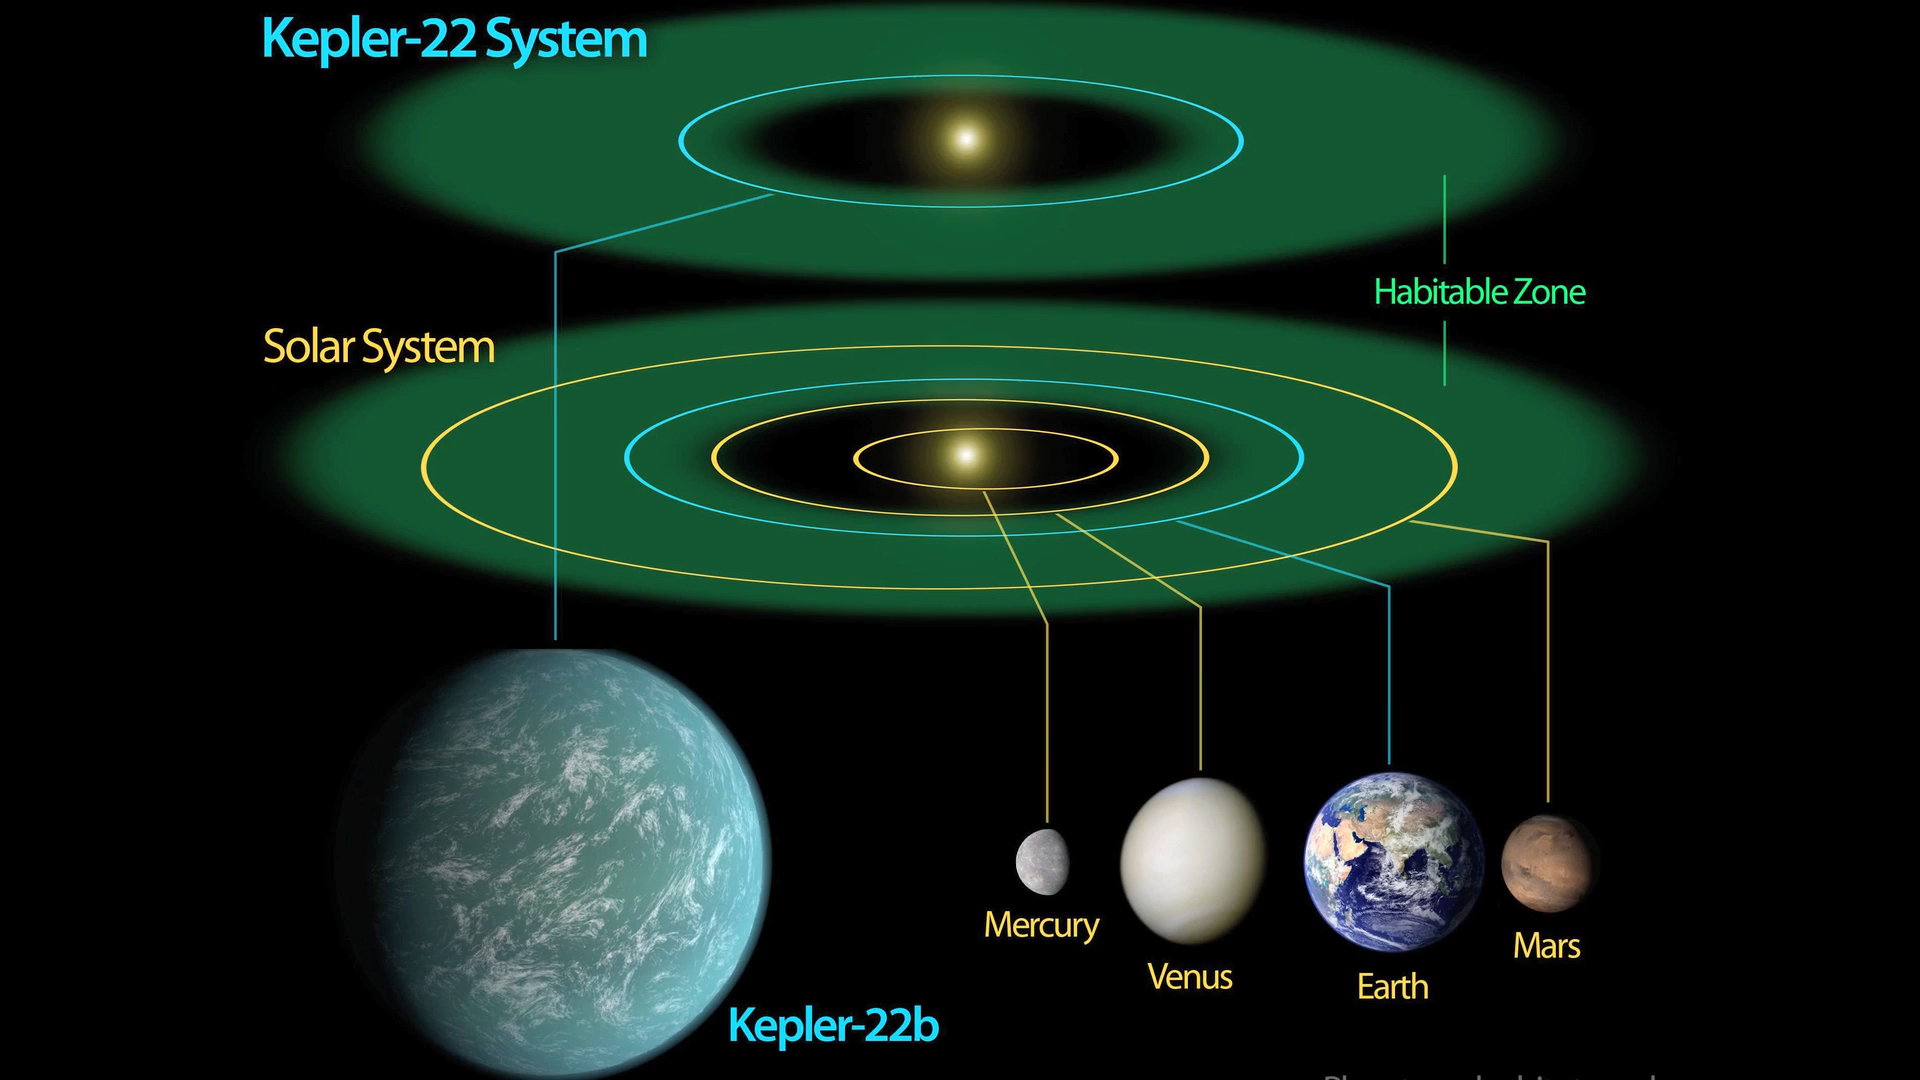 Kepler-22 System
Habitable Zone
Solar System
Mercury
Venus
Earth
Mars
Kepler-22b